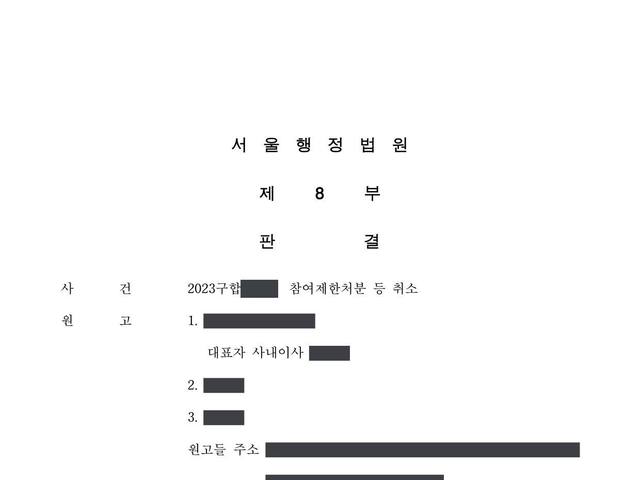 서 울 행 정 법 원
제 8 부
판 결
사 건 2023구합 참여제한처분 등 취소
원 고 1.
대표자 사내이사
2.
3.
원고들 주소